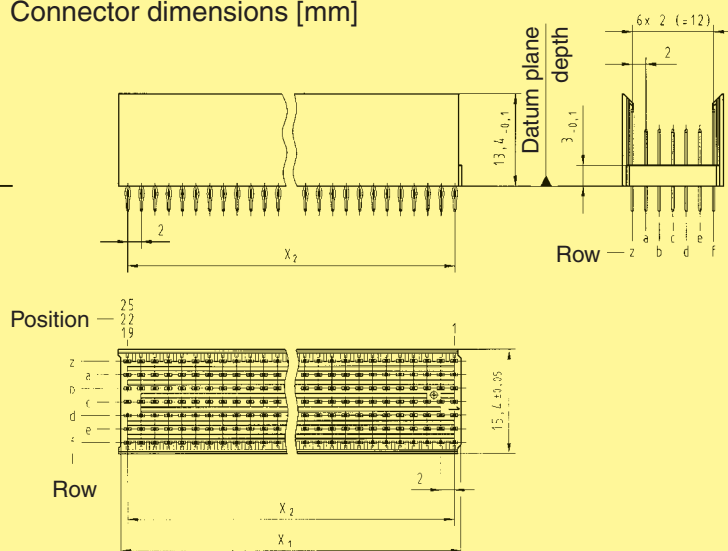 Connector dimensions [mm]
6x 2 (=12)
2
Datum plane
depth
13,4 -0,1
3 -0,1
2
X2
a c e
Row z b d f
Position 25
22
19
1
z
a
b
c
d
e
f
15,4 ±0.05
Row
2
X2
X1